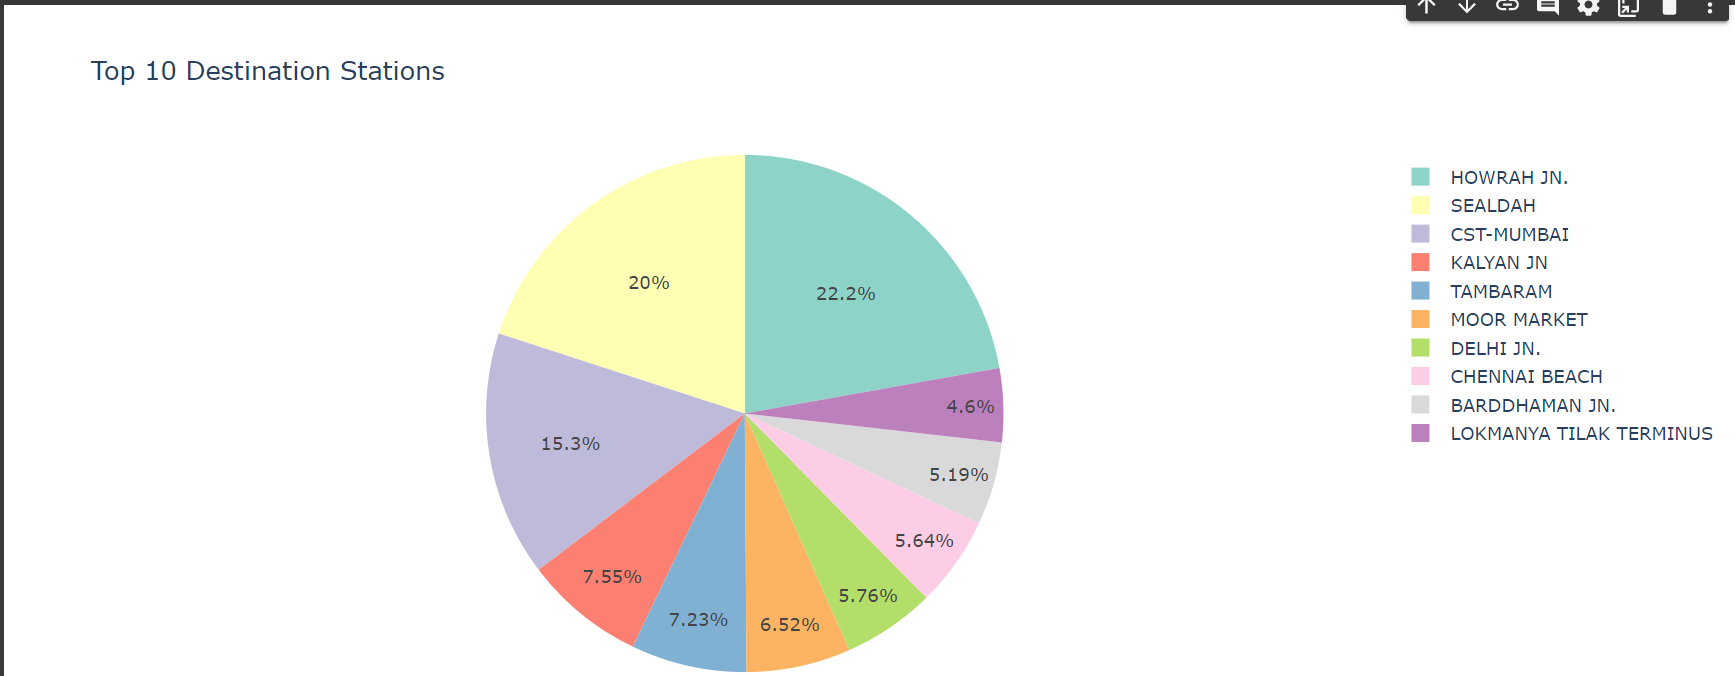 Top 10 Destination Stations
22.2%
20%
15.3%
7.55%
7.23%
6.52%
5.76%
5.64%
5.19%
4.6%
HOWRAH JN.
SEALDAH
CST-MUMBAI
KALYAN JN
TAMBARAM
MOOR MARKET
DELHI JN.
CHENNAI BEACH
BARDDHAMAN JN.
LOKMANYA TILAK TERMINUS